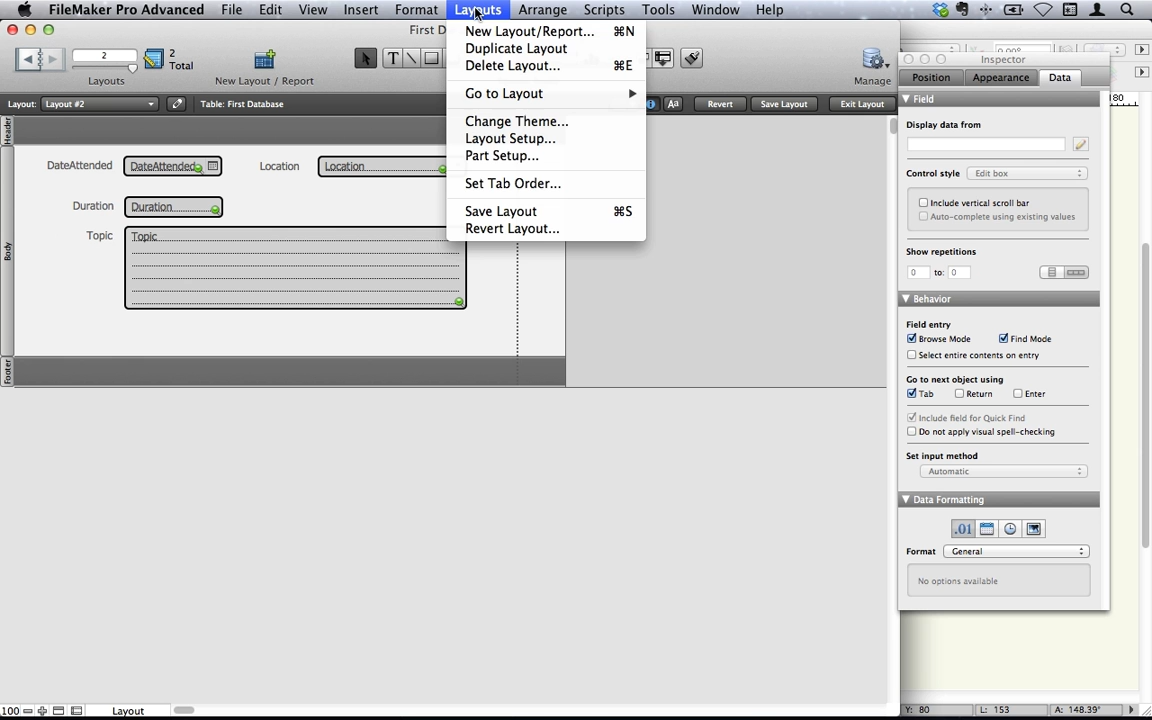 FileMaker Pro Advanced File Edit View Insert Format Layouts Arrange Scripts Tools Window Help
First D
2
2
Total
Layouts
New Layout / Report
T
Manage
Layout: Layout #2
Table: First Database
Aa
Revert
Save Layout
Exit Layout
New Layout/Report... ⌘N
Duplicate Layout
Delete Layout... ⌘E
Go to Layout
Change Theme...
Layout Setup...
Part Setup...
Set Tab Order...
Save Layout ⌘S
Revert Layout...
Header
Body
Footer
DateAttended
DateAttended
Location
Location
Duration
Duration
Topic
Topic
100
Layout
Inspector
Position Appearance Data
Field
Display data from
Control style Edit box
Include vertical scroll bar
Auto-complete using existing values
Show repetitions
0 to: 0
Behavior
Field entry
Browse Mode Find Mode
Select entire contents on entry
Go to next object using
Tab Return Enter
Include field for Quick Find
Do not apply visual spell-checking
Set input method
Automatic
Data Formatting
.01
Format General
No options available
80
Y: 80 L: 153 A: 148.39°